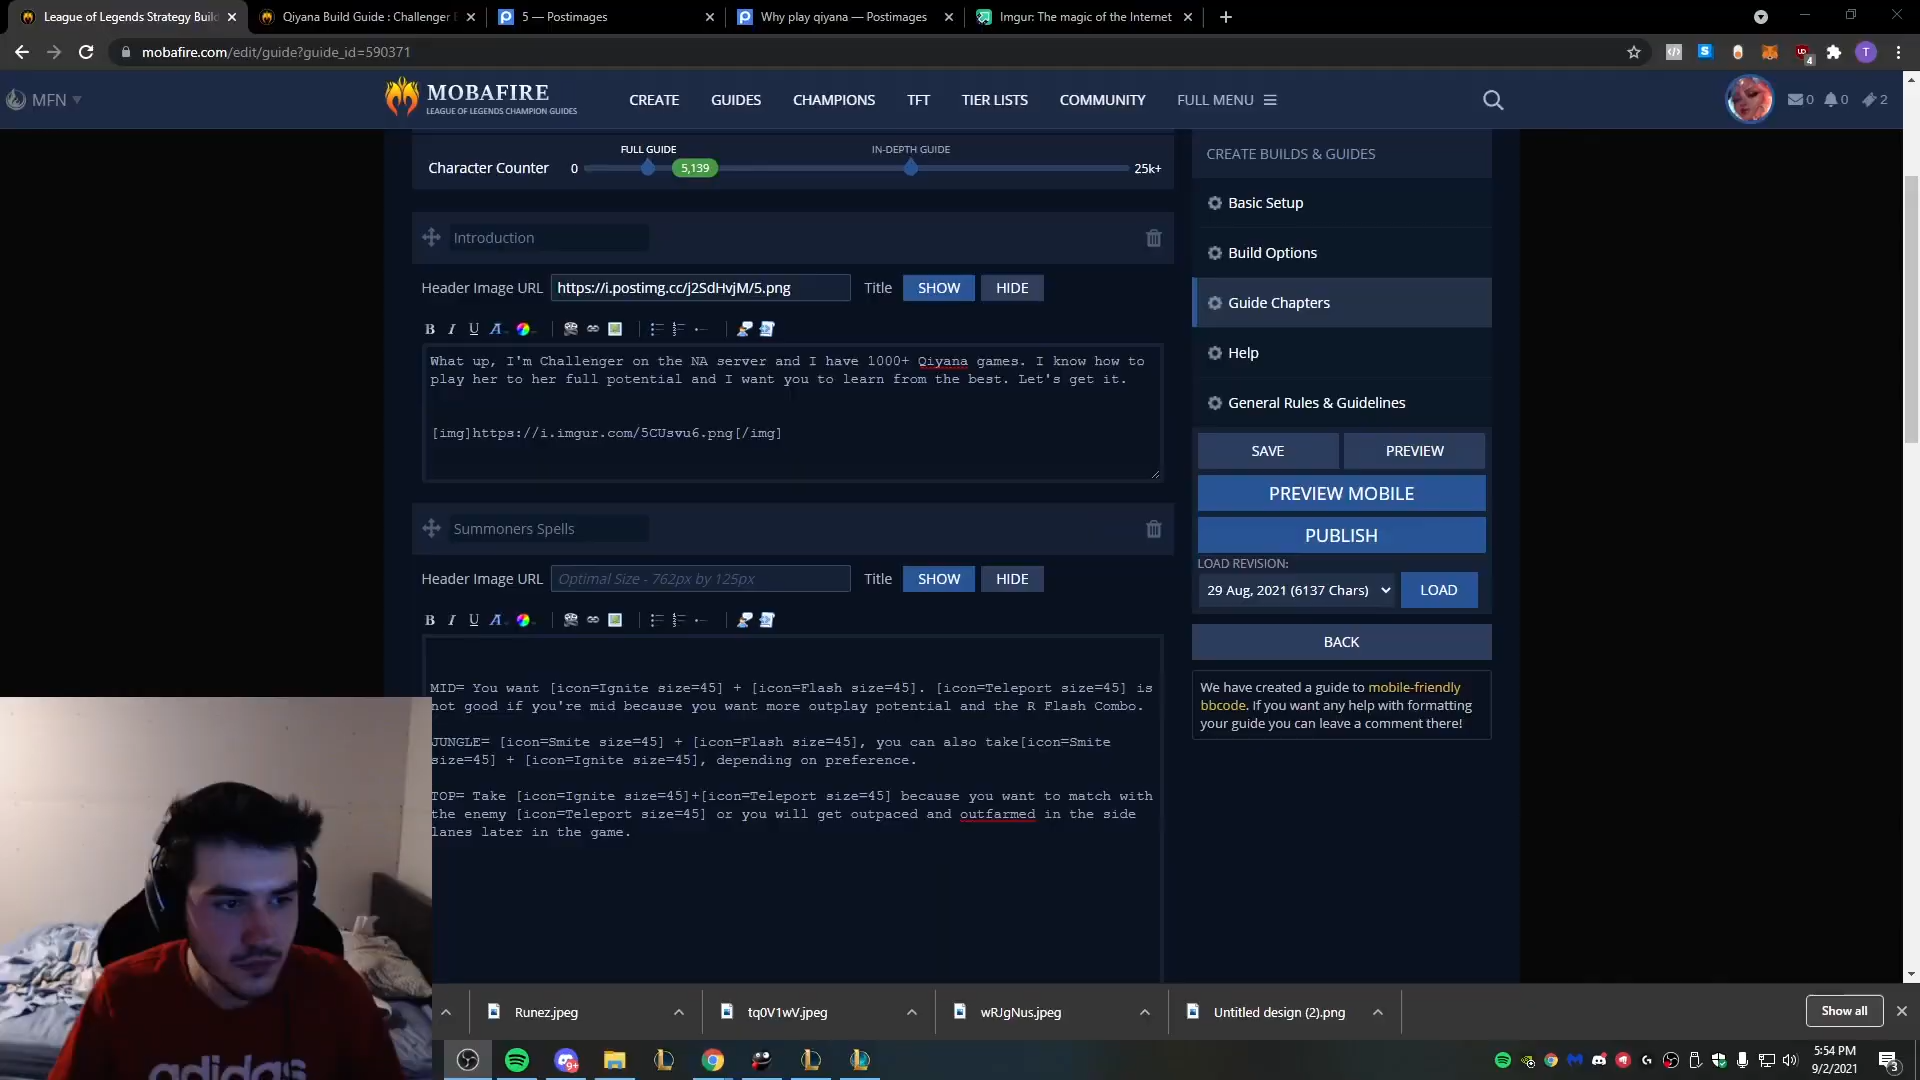 League of Legends Strategy Buil
Qiyana Build Guide : Challenger
5 — Postimages
Why play qiyana — Postimages
Imgur: The magic of the Internet
mobafire.com/edit/guide?guide_id=590371
T
4
MFN
MOBAFIRE
LEAGUE OF LEGENDS CHAMPION GUIDES
CREATE
GUIDES
CHAMPIONS
TFT
TIER LISTS
COMMUNITY
FULL MENU
0
0
2
FULL GUIDE
IN-DEPTH GUIDE
Character Counter
0
5,139
25k+
Introduction
Header Image URL
https://i.postimg.cc/j2SdHvjM/5.png
Title
SHOW
HIDE
B I U A
What up, I'm Challenger on the NA server and I have 1000+ Qiyana games. I know how to
play her to her full potential and I want you to learn from the best. Let's get it.
[img]https://i.imgur.com/5CUsvu6.png[/img]
Summoners Spells
Header Image URL
Optimal Size - 762px by 125px
Title
SHOW
HIDE
B I U A
MID= You want [icon=Ignite size=45] + [icon=Flash size=45]. [icon=Teleport size=45] is
not good if you're mid because you want more outplay potential and the R Flash Combo.
JUNGLE= [icon=Smite size=45] + [icon=Flash size=45], you can also take[icon=Smite
size=45] + [icon=Ignite size=45], depending on preference.
TOP= Take [icon=Ignite size=45]+[icon=Teleport size=45] because you want to match with
the enemy [icon=Teleport size=45] or you will get outpaced and outfarmed in the side
lanes later in the game.
CREATE BUILDS & GUIDES
Basic Setup
Build Options
Guide Chapters
Help
General Rules & Guidelines
SAVE
PREVIEW
PREVIEW MOBILE
PUBLISH
LOAD REVISION:
29 Aug, 2021 (6137 Chars)
LOAD
BACK
We have created a guide to mobile-friendly
bbcode. If you want any help with formatting
your guide you can leave a comment there!
adidas
Runez.jpeg
tq0V1wV.jpeg
wRJgNus.jpeg
Untitled design (2).png
Show all
9+
5:54 PM
9/2/2021
3